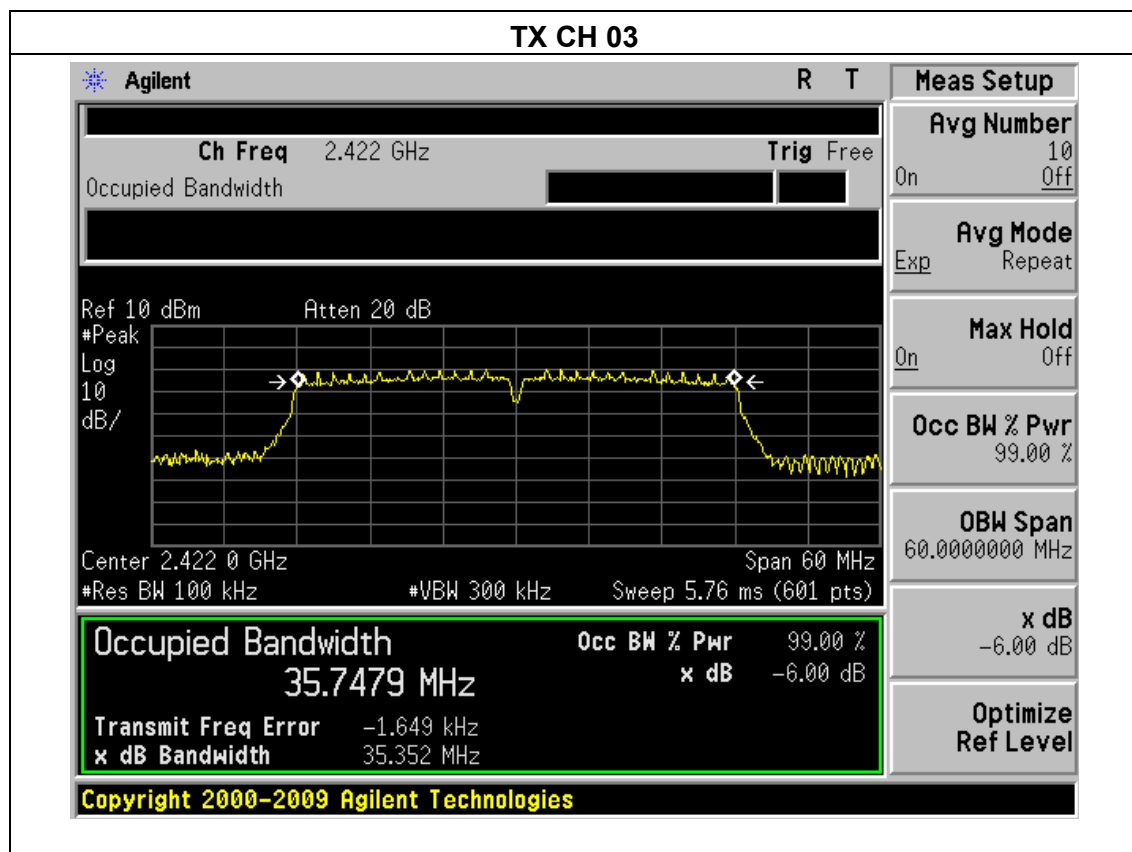 TX CH 03
Agilent R T
Ch Freq 2.422 GHz Trig Free
Occupied Bandwidth
Ref 10 dBm Atten 20 dB
#Peak
Log
10
dB/
Center 2.422 0 GHz Span 60 MHz
#Res BW 100 kHz #VBW 300 kHz Sweep 5.76 ms (601 pts)
Occupied Bandwidth Occ BW % Pwr 99.00 %
35.7479 MHz x dB -6.00 dB
Transmit Freq Error -1.649 kHz
x dB Bandwidth 35.352 MHz
Copyright 2000-2009 Agilent Technologies
Meas Setup
Avg Number
10
On Off
Avg Mode
Exp Repeat
Max Hold
On Off
Occ BW % Pwr
99.00 %
OBW Span
60.0000000 MHz
x dB
-6.00 dB
Optimize
Ref Level